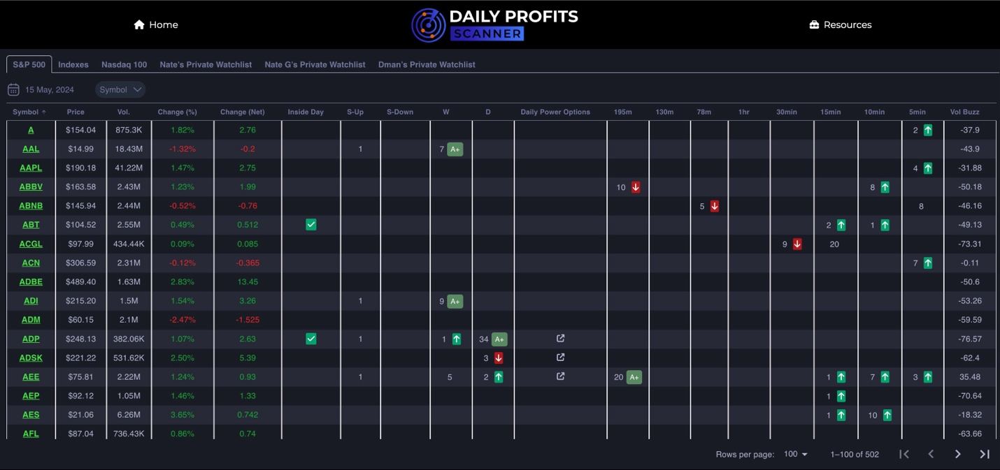 Home
DAILY PROFITS
SCANNER
Resources
S&P 500 Indexes Nasdaq 100 Nate's Private Watchlist Nate G's Private Watchlist Dman's Private Watchlist
15 May, 2024 Symbol
Symbol Price Vol. Change (%) Change (Net) Inside Day S-Up S-Down W D Daily Power Options 195m 130m 78m 1hr 30min 15min 10min 5min Vol Buzz
A $154.04 875.3K 1.82% 2.76 2 -37.9
AAL $14.99 18.43M -1.32% -0.2 1 7 A+ -43.9
AAPL $190.18 41.22M 1.47% 2.75 4 -31.88
ABBV $163.58 2.43M 1.23% 1.99 10 8 -50.18
ABNB $145.94 2.44M -0.52% -0.76 5 8 -46.16
ABT $104.52 2.55M 0.49% 0.512 2 1 -49.13
ACGL $97.99 434.44K 0.09% 0.085 9 20 -73.31
ACN $306.59 2.31M -0.12% -0.365 7 -0.11
ADBE $489.40 1.63M 2.83% 13.45 -50.6
ADI $215.20 1.5M 1.54% 3.26 1 9 A+ -53.26
ADM $60.15 2.1M -2.47% -1.525 -59.59
ADP $248.13 382.06K 1.07% 2.63 1 1 34 A+ -76.57
ADSK $221.22 531.62K 2.50% 5.39 3 -62.4
AEE $75.81 2.22M 1.24% 0.93 1 5 2 20 A+ 1 7 3 35.48
AEP $92.12 1.05M 1.46% 1.33 1 -70.64
AES $21.06 6.26M 3.65% 0.742 1 10 -18.32
AFL $87.04 736.43K 0.86% 0.74 -63.66
Rows per page: 100 1–100 of 502